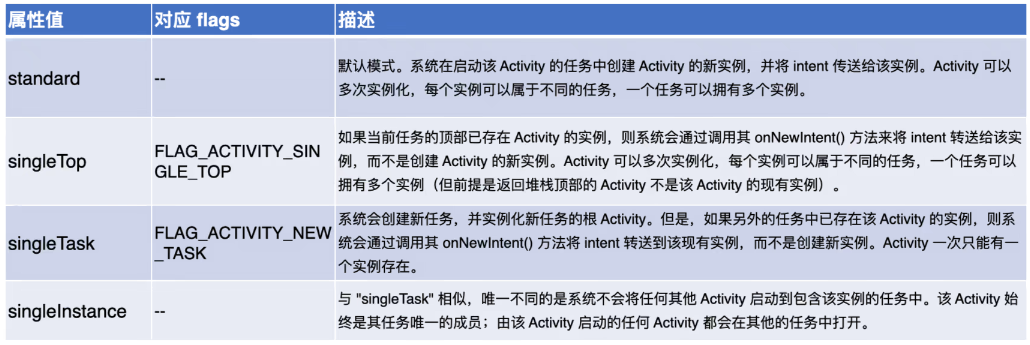 属性值 对应 flags 描述
standard -- 默认模式。系统在启动该 Activity 的任务中创建 Activity 的新实例，并将 intent 传送给该实例。Activity 可以
多次实例化，每个实例可以属于不同的任务，一个任务可以拥有多个实例。
singleTop FLAG_ACTIVITY_SIN
GLE_TOP
如果当前任务的顶部已存在 Activity 的实例，则系统会通过调用其 onNewIntent() 方法来将 intent 转送给该实
例，而不是创建 Activity 的新实例。Activity 可以多次实例化，每个实例可以属于不同的任务，一个任务可以
拥有多个实例（但前提是返回堆栈顶部的 Activity 不是该 Activity 的现有实例）。
singleTask FLAG_ACTIVITY_NEW
_TASK
系统会创建新任务，并实例化新任务的根 Activity。但是，如果另外的任务中已存在该 Activity 的实例，则系
统会通过调用其 onNewIntent() 方法将 intent 转送到该现有实例，而不是创建新实例。Activity 一次只能有一
个实例存在。
singleInstance -- 与 "singleTask" 相似，唯一不同的是系统不会将任何其他 Activity 启动到包含该实例的任务中。该 Activity 始
终是其任务唯一的成员；由该 Activity 启动的任何 Activity 都会在其他的任务中打开。